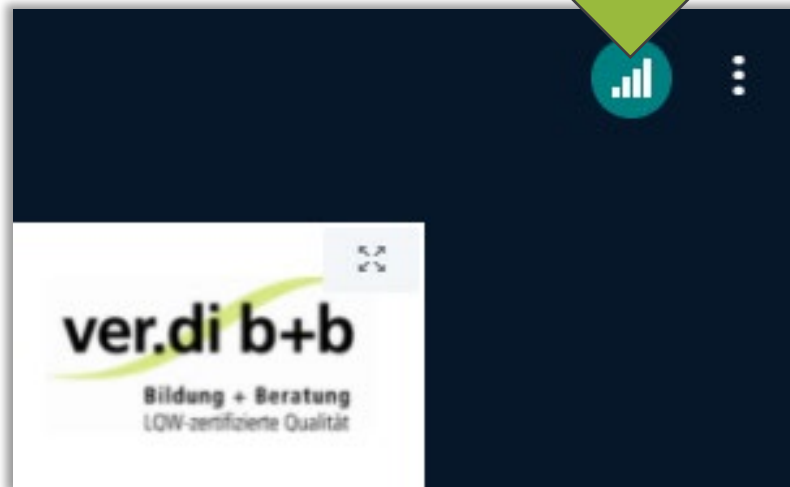 ver.di b+b
Bildung + Beratung
LQW-zertifizierte Qualität